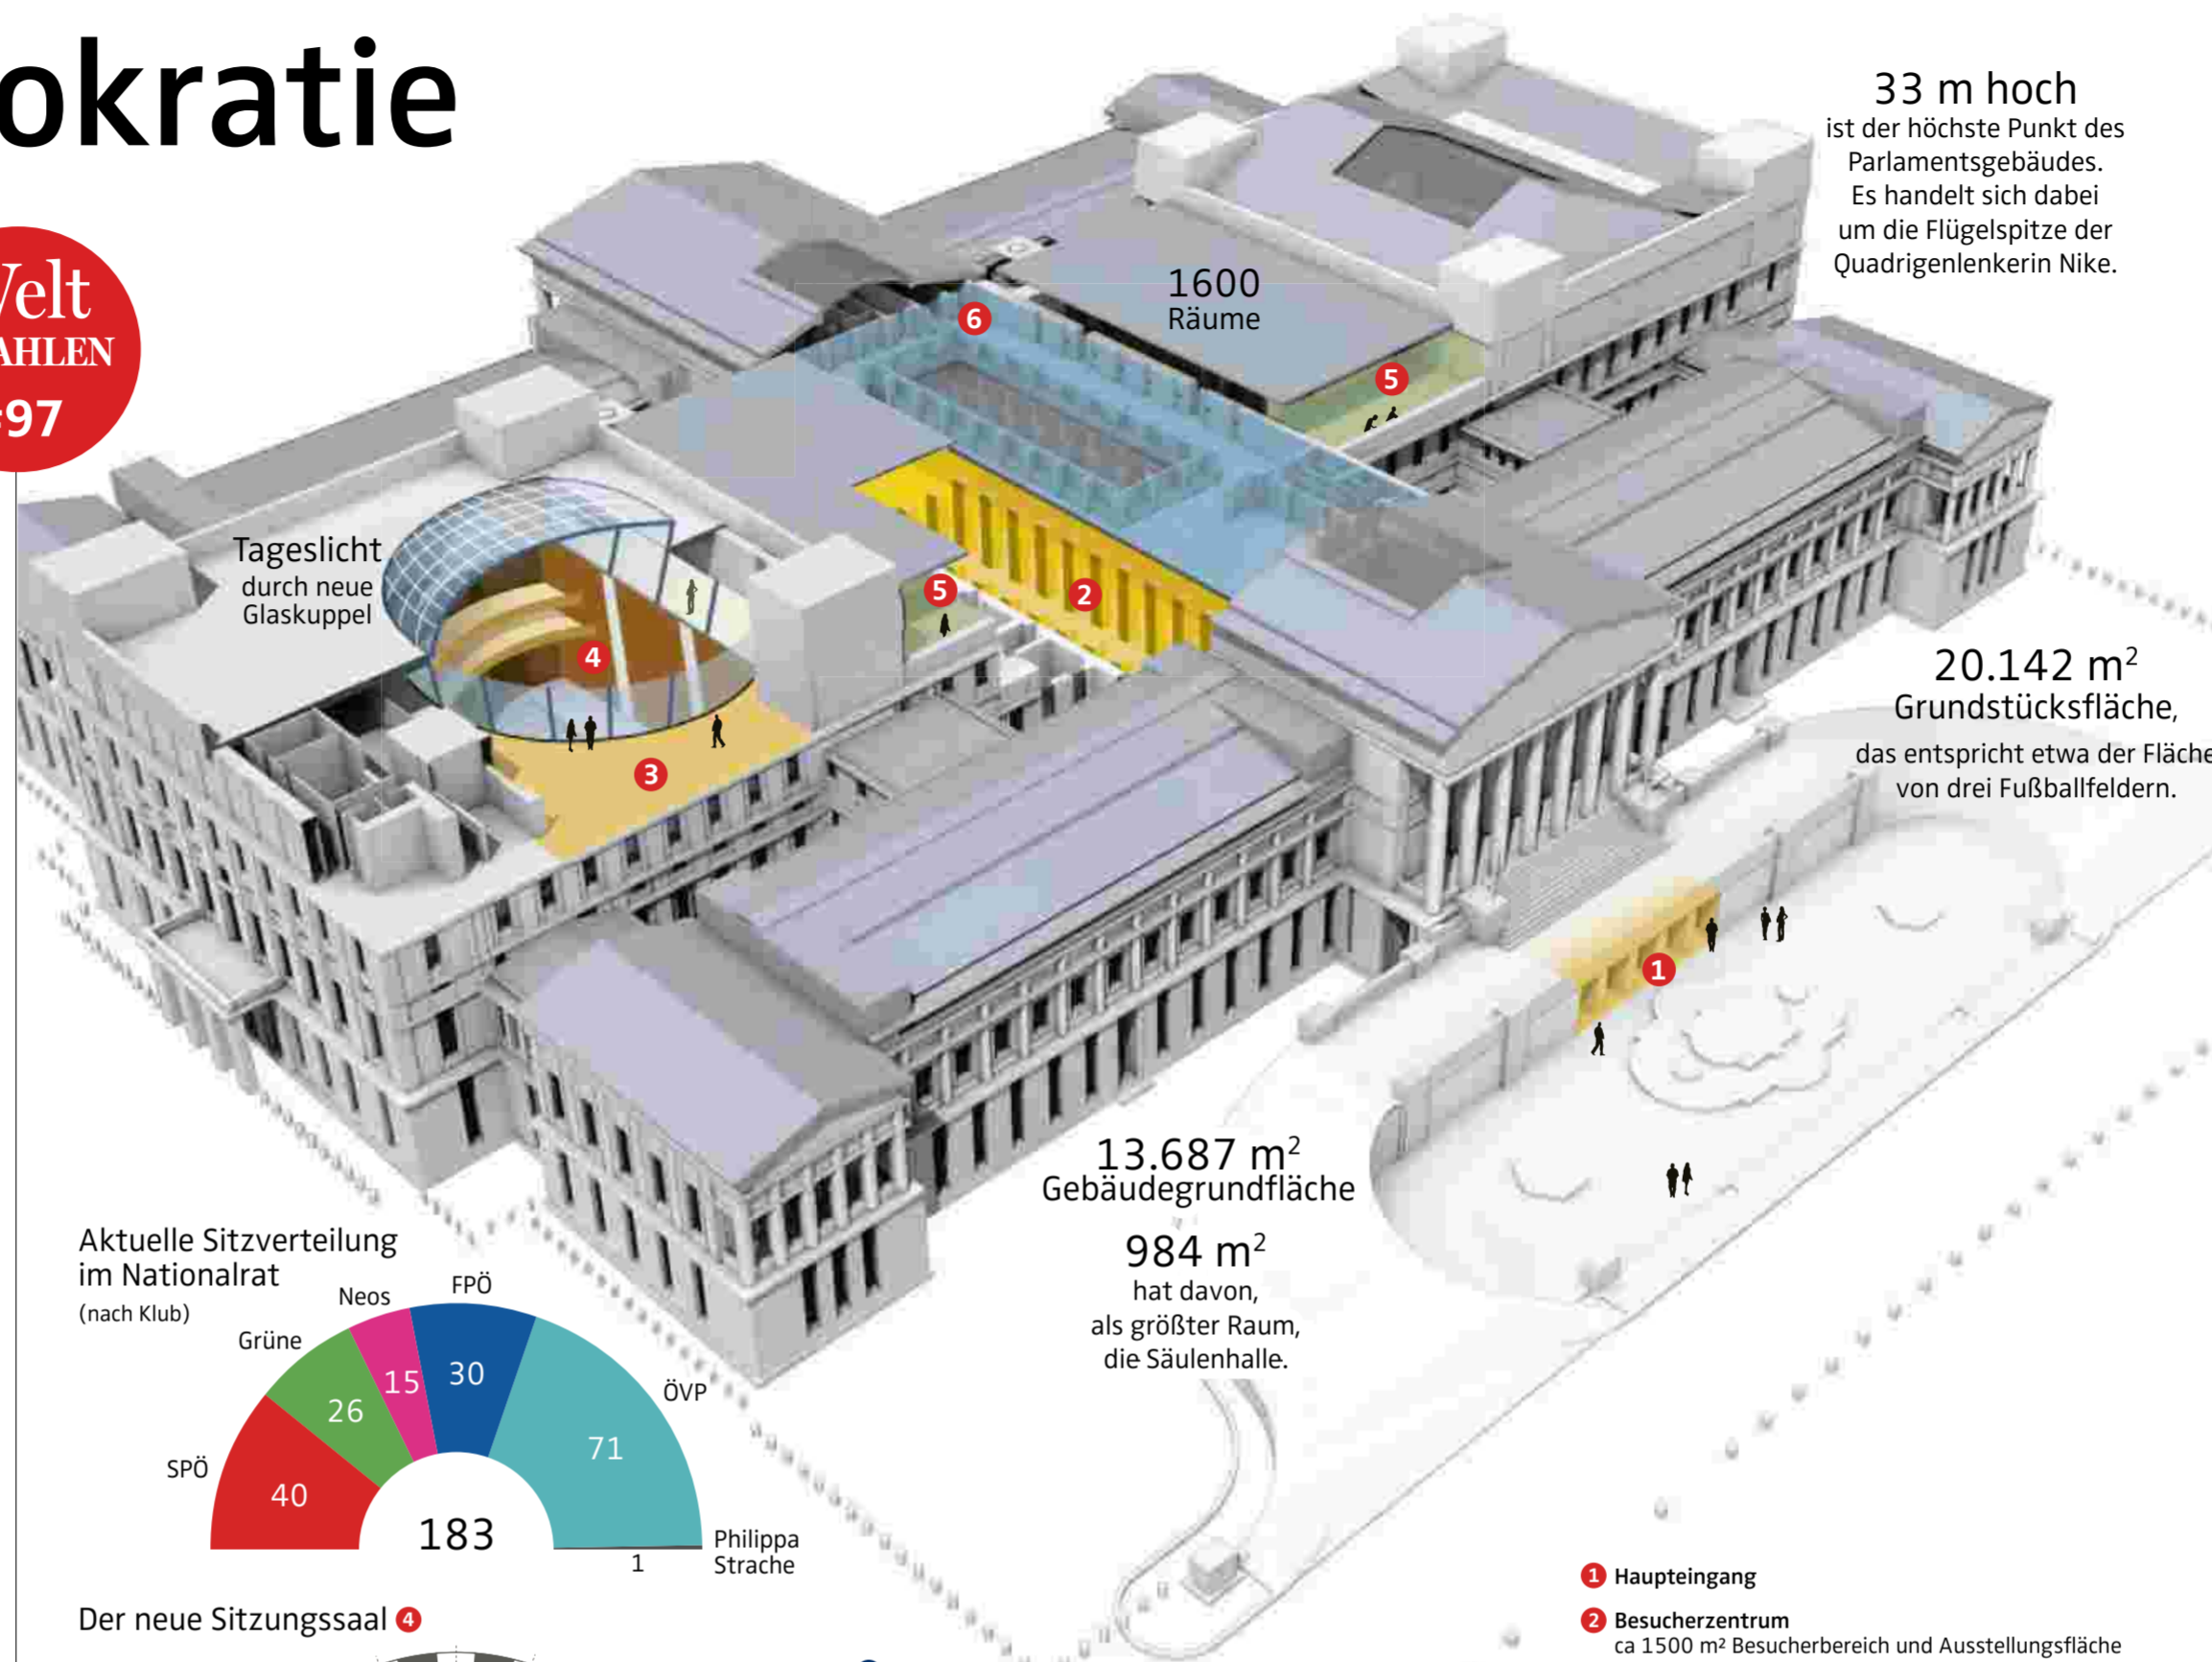 okratie
Welt
AHLEN
#97
33 m hoch
ist der höchste Punkt des
Parlamentsgebäudes.
Es handelt sich dabei
um die Flügelspitze der
Quadrigenlenkerin Nike.
1600
Räume
6
5
Tageslicht
durch neue
Glaskuppel
5
2
4
3
20.142 m²
Grundstücksfläche,
das entspricht etwa der Fläche
von drei Fußballfeldern.
1
13.687 m²
Gebäudegrundfläche
984 m²
hat davon,
als größter Raum,
die Säulenhalle.
Aktuelle Sitzverteilung
im Nationalrat
(nach Klub)
SPÖ
40
Grüne
26
Neos
15
FPÖ
30
ÖVP
71
Philippa
Strache
1
183
Der neue Sitzungssaal 4
1 Haupteingang
2 Besucherzentrum
ca 1500 m² Besucherbereich und Ausstellungsfläche